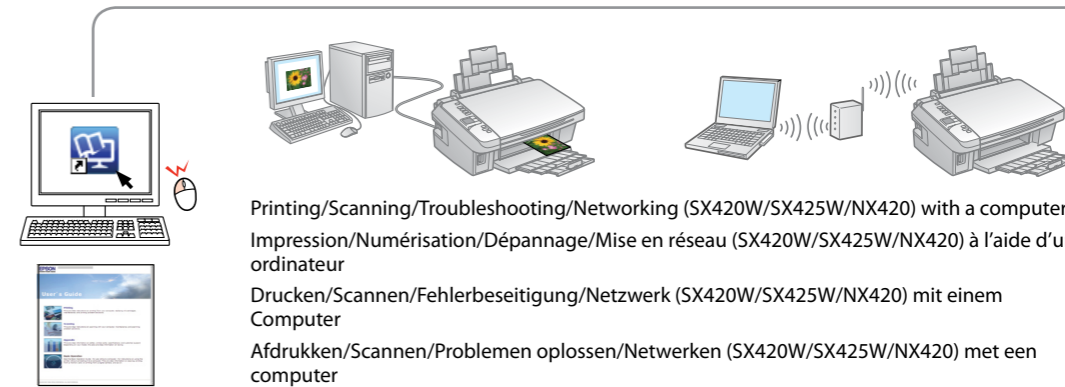 Printing/Scanning/Troubleshooting/Networking (SX420W/SX425W/NX420) with a computer
Impression/Numérisation/Dépannage/Mise en réseau (SX420W/SX425W/NX420) à l’aide d’u
ordinateur
Drucken/Scannen/Fehlerbeseitigung/Netzwerk (SX420W/SX425W/NX420) mit einem
Computer
Afdrukken/Scannen/Problemen oplossen/Netwerken (SX420W/SX425W/NX420) met een
computer
EPSON
User's Guide